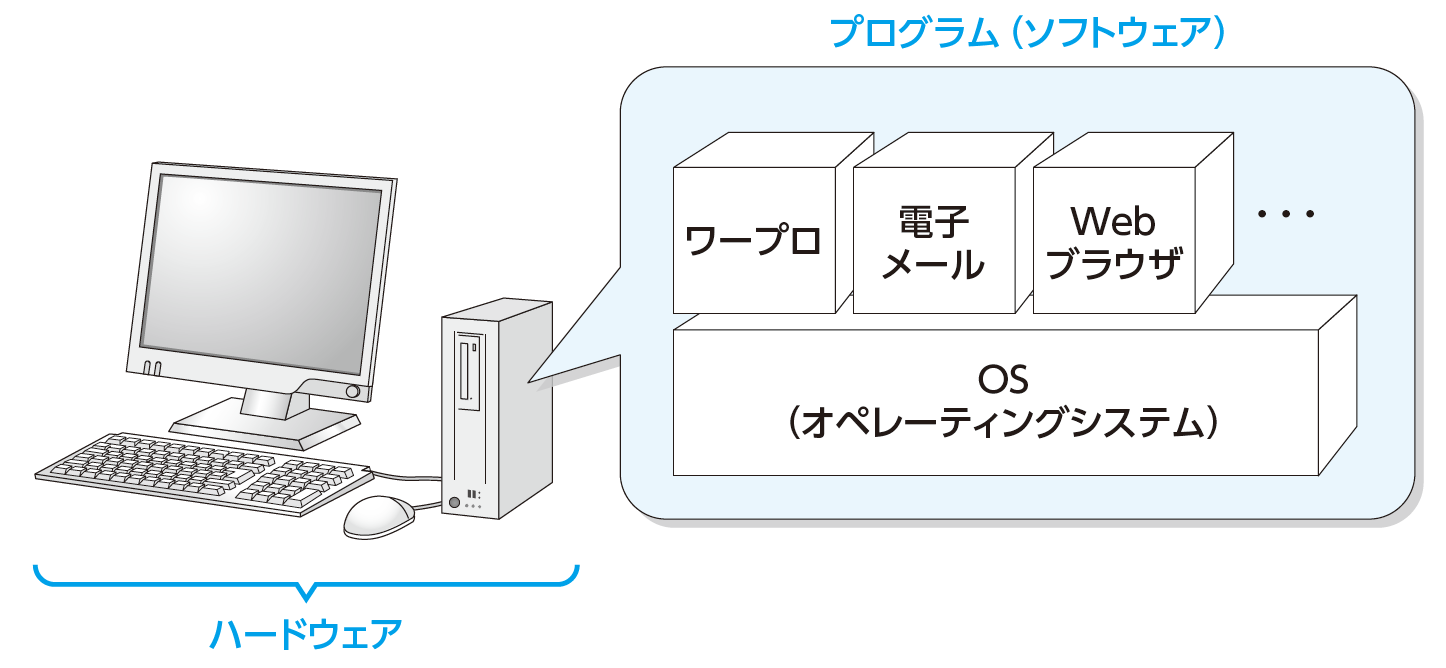 プログラム（ソフトウェア）
ワープロ
電子
メール
Web
ブラウザ
・・・
OS
（オペレーティングシステム）
ハードウェア